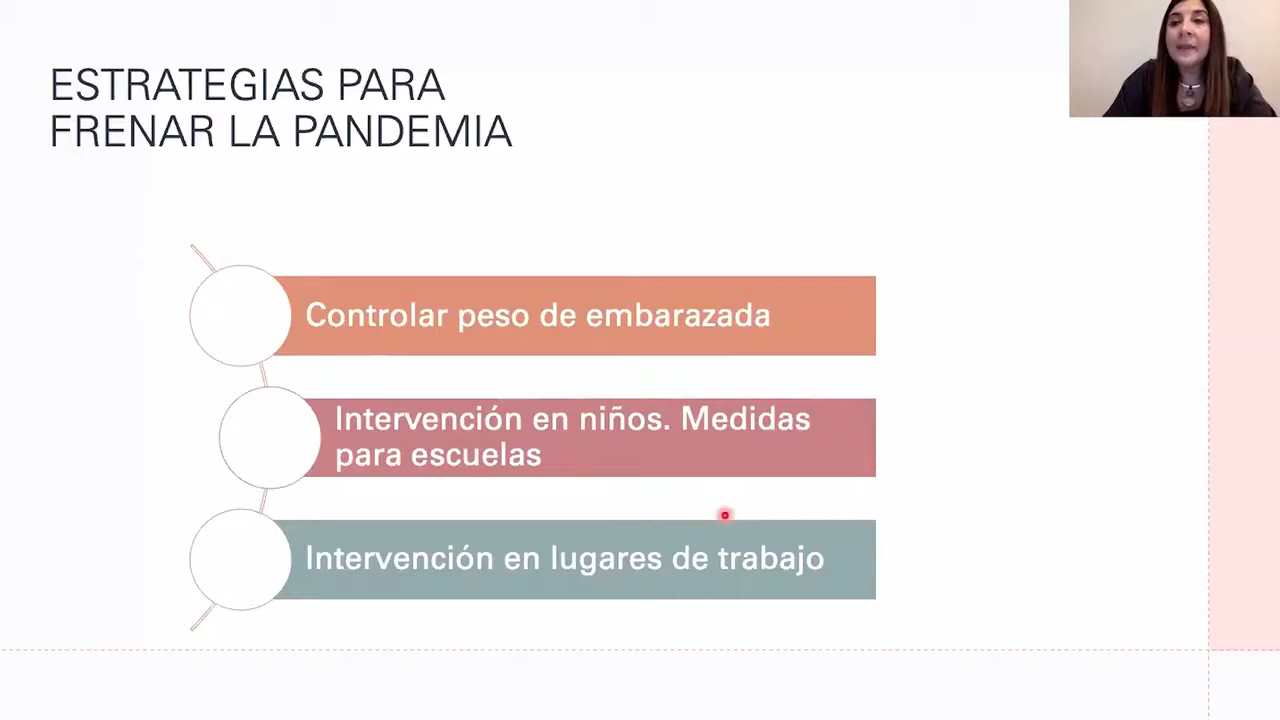 ESTRATEGIAS PARA
FRENAR LA PANDEMIA
Controlar peso de embarazada
Intervención en niños. Medidas
para escuelas
Intervención en lugares de trabajo